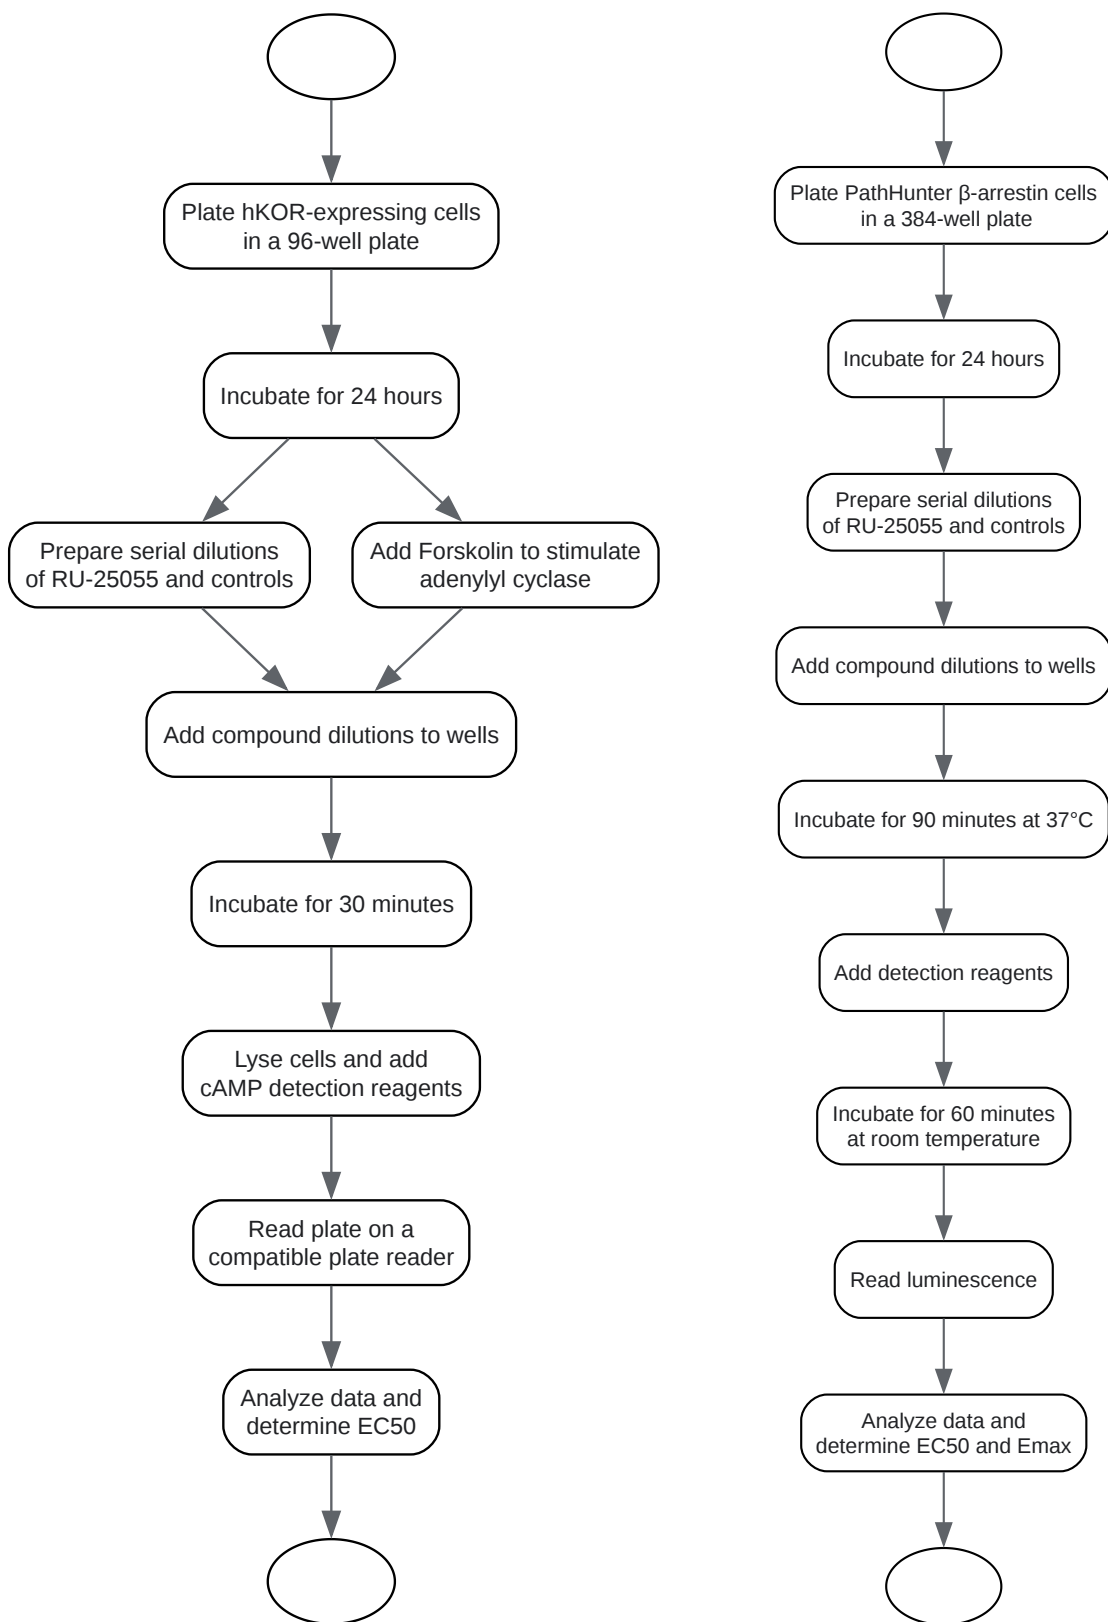 Plate hKOR-expressing cells
in a 96-well plate
Incubate for 24 hours
Prepare serial dilutions
of RU-25055 and controls
Add Forskolin to stimulate
adenylyl cyclase
Add compound dilutions to wells
Incubate for 30 minutes
Lyse cells and add
cAMP detection reagents
Read plate on a
compatible plate reader
Analyze data and
determine EC50
Plate PathHunter β-arrestin cells
in a 384-well plate
Incubate for 24 hours
Prepare serial dilutions
of RU-25055 and controls
Add compound dilutions to wells
Incubate for 90 minutes at 37°C
Add detection reagents
Incubate for 60 minutes
at room temperature
Read luminescence
Analyze data and
determine EC50 and Emax